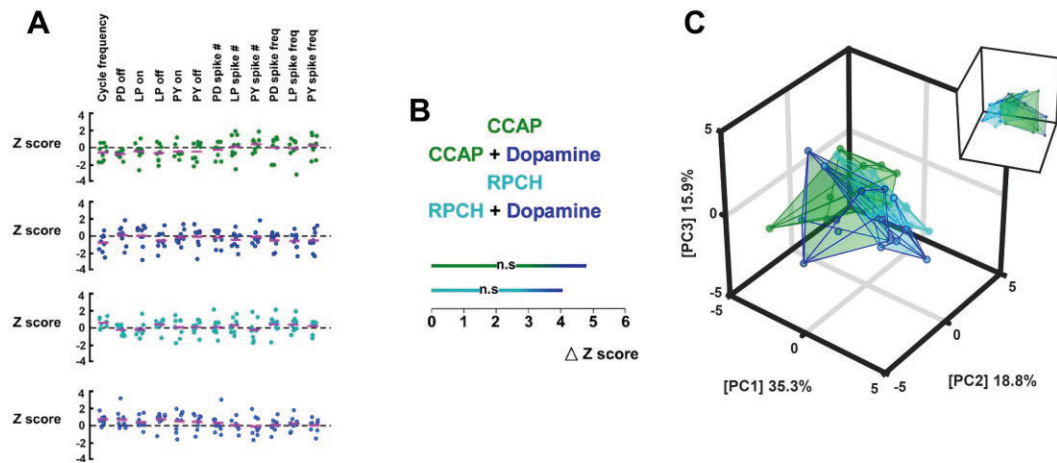 A
Cycle frequency
PD off
LP on
LP off
PY on
PY off
PD spike #
LP spike #
PY spike #
PD spike freq
LP spike freq
PY spike freq
Z score
4
2
0
-2
-4
Z score
4
2
0
-2
-4
Z score
4
2
0
-2
-4
Z score
4
2
0
-2
-4
B
CCAP
CCAP + Dopamine
RPCH
RPCH + Dopamine
n.s
n.s
0 1 2 3 4 5 6
△ Z score
C
[PC3] 15.9%
5
0
-5
-5
0
5
[PC1] 35.3%
-5
0
5
[PC2] 18.8%